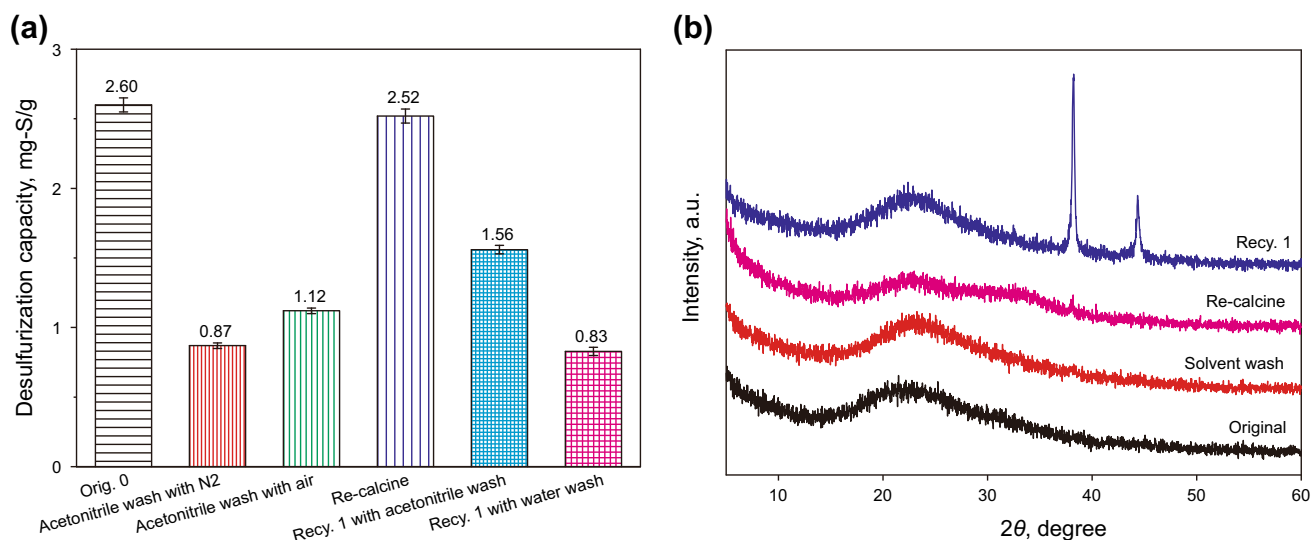 (a)
Desulfurization capacity, mg-S/g
3
2
1
0
2.60
0.87
1.12
2.52
1.56
0.83
Orig. 0
Acetonitrile wash with N2
Acetonitrile wash with air
Re-calcine
Recy. 1 with acetonitrile wash
Recy. 1 with water wash
(b)
Intensity, a.u.
Recy. 1
Re-calcine
Solvent wash
Original
10
20
30
40
50
60
2θ, degree